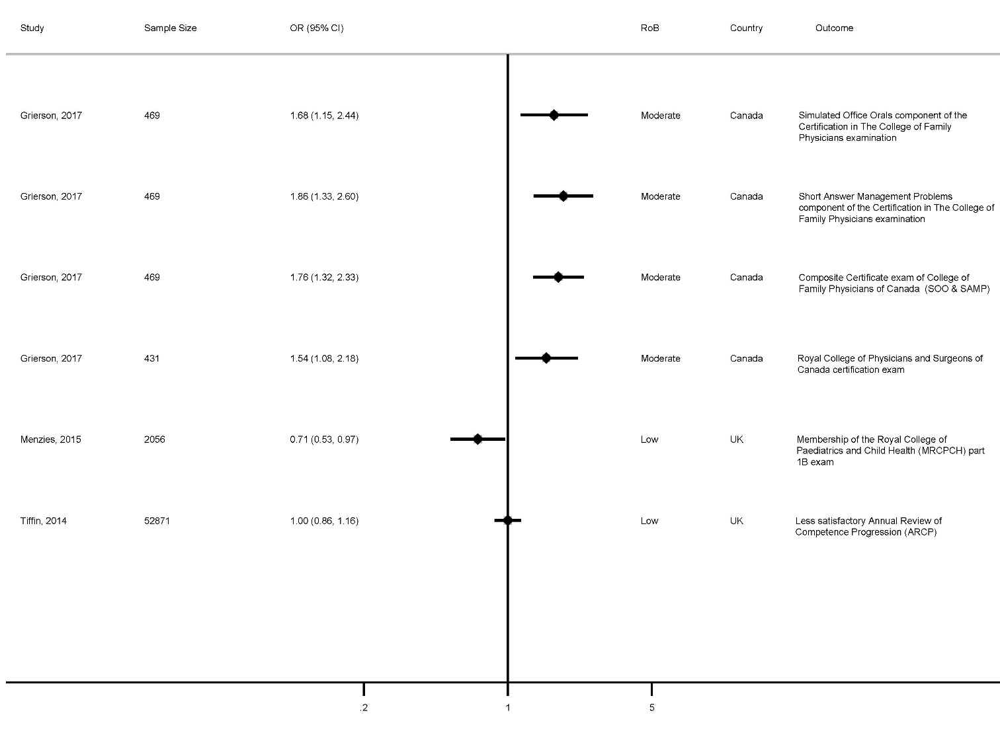 Study Sample Size OR (95% CI) RoB Country Outcome
Grierson, 2017 469 1.68 (1.15, 2.44) Moderate Canada Simulated Office Orals component of the
Certification in The College of Family
Physicians examination
Grierson, 2017 469 1.86 (1.33, 2.60) Moderate Canada Short Answer Management Problems
component of the Certification in The College of
Family Physicians examination
Grierson, 2017 469 1.76 (1.32, 2.33) Moderate Canada Composite Certificate exam of College of
Family Physicians of Canada (SOO & SAMP)
Grierson, 2017 431 1.54 (1.08, 2.18) Moderate Canada Royal College of Physicians and Surgeons of
Canada certification exam
Menzies, 2015 2056 0.71 (0.53, 0.97) Low UK Membership of the Royal College of
Paediatrics and Child Health (MRCPCH) part
1B exam
Tiffin, 2014 52871 1.00 (0.86, 1.16) Low UK Less satisfactory Annual Review of
Competence Progression (ARCP)
.2 1 5